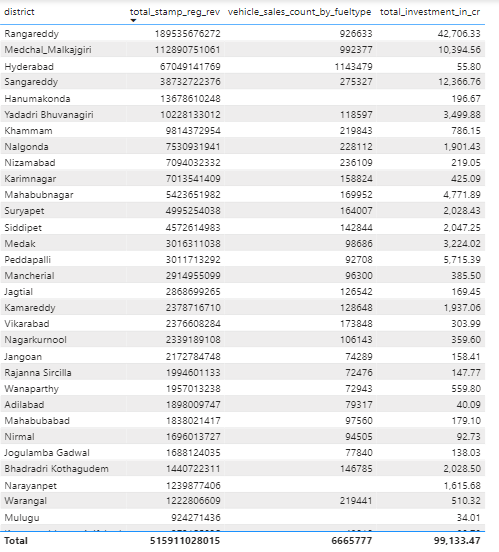 district total_stamp_reg_rev vehicle_sales_count_by_fueltype total_investment_in_cr
Rangareddy 189535676272 926633 42,706.33
Medchal_Malkajgiri 112890751061 992377 10,394.56
Hyderabad 67049141769 1143479 55.80
Sangareddy 38732722376 275327 12,366.76
Hanumakonda 13678610248 196.67
Yadadri Bhuvanagiri 10228133012 118597 3,499.88
Khammam 9814372954 219843 786.15
Nalgonda 7530931941 228112 1,901.43
Nizamabad 7094032332 236109 219.05
Karimnagar 7013541409 158824 425.09
Mahabubnagar 5423651982 169952 4,771.89
Suryapet 4995254038 164007 2,028.43
Siddipet 4572614983 142844 2,047.25
Medak 3016311038 98686 3,224.02
Peddapalli 3011713292 92708 5,715.39
Mancherial 2914955099 96300 385.50
Jagtial 2868699265 126542 169.45
Kamareddy 2378716710 128648 1,937.06
Vikarabad 2376608284 173848 303.99
Nagarkurnool 2339189108 106143 359.60
Jangoan 2172784748 74289 158.41
Rajanna Sircilla 1994601133 72476 147.77
Wanaparthy 1957013238 72943 559.80
Adilabad 1898009747 79317 40.09
Mahabubabad 1838021417 97560 179.10
Nirmal 1696013727 94505 92.73
Jogulamba Gadwal 1688124035 77840 138.03
Bhadradri Kothagudem 1440722311 146785 2,028.50
Narayanpet 1239877406 1,615.68
Warangal 1222806609 219441 510.32
Mulugu 924271436 34.01
Total 515911028015 6665777 99,133.47